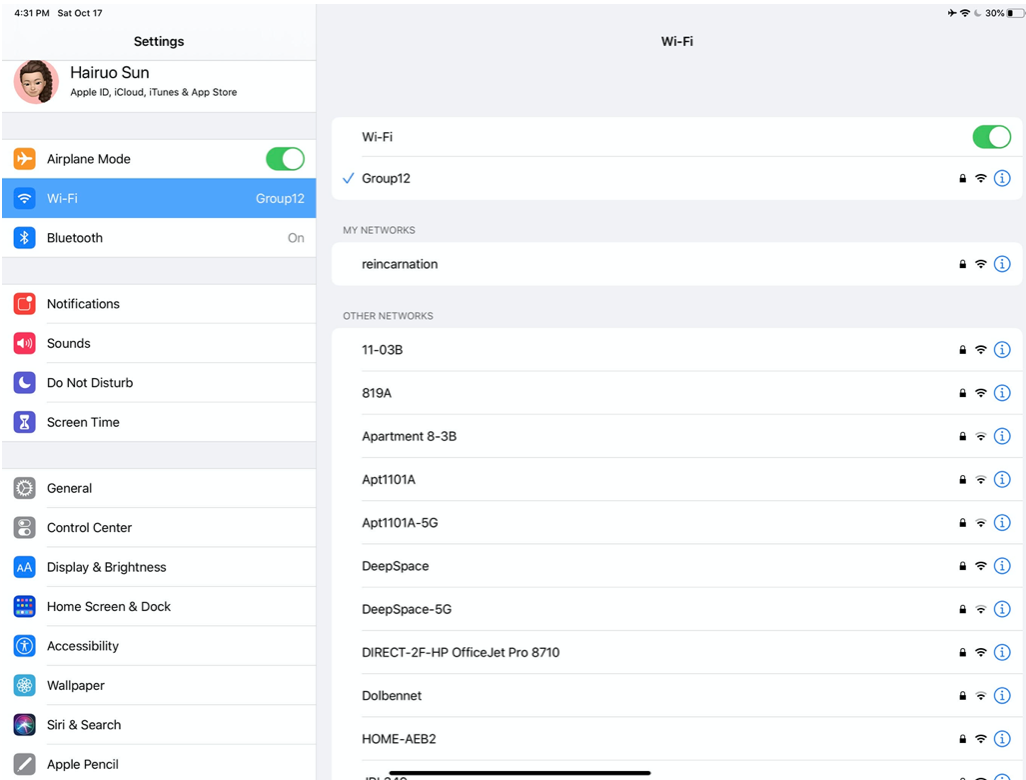 4:31 PM Sat Oct 17
30%
Settings
Wi-Fi
Hairuo Sun
Apple ID, iCloud, iTunes & App Store
Airplane Mode
Wi-Fi Group12
Bluetooth On
Notifications
Sounds
Do Not Disturb
Screen Time
General
Control Center
AA Display & Brightness
Home Screen & Dock
Accessibility
Wallpaper
Siri & Search
Apple Pencil
Wi-Fi
Group12
MY NETWORKS
reincarnation
OTHER NETWORKS
11-03B
819A
Apartment 8-3B
Apt1101A
Apt1101A-5G
DeepSpace
DeepSpace-5G
DIRECT-2F-HP OfficeJet Pro 8710
Dolbennet
HOME-AEB2